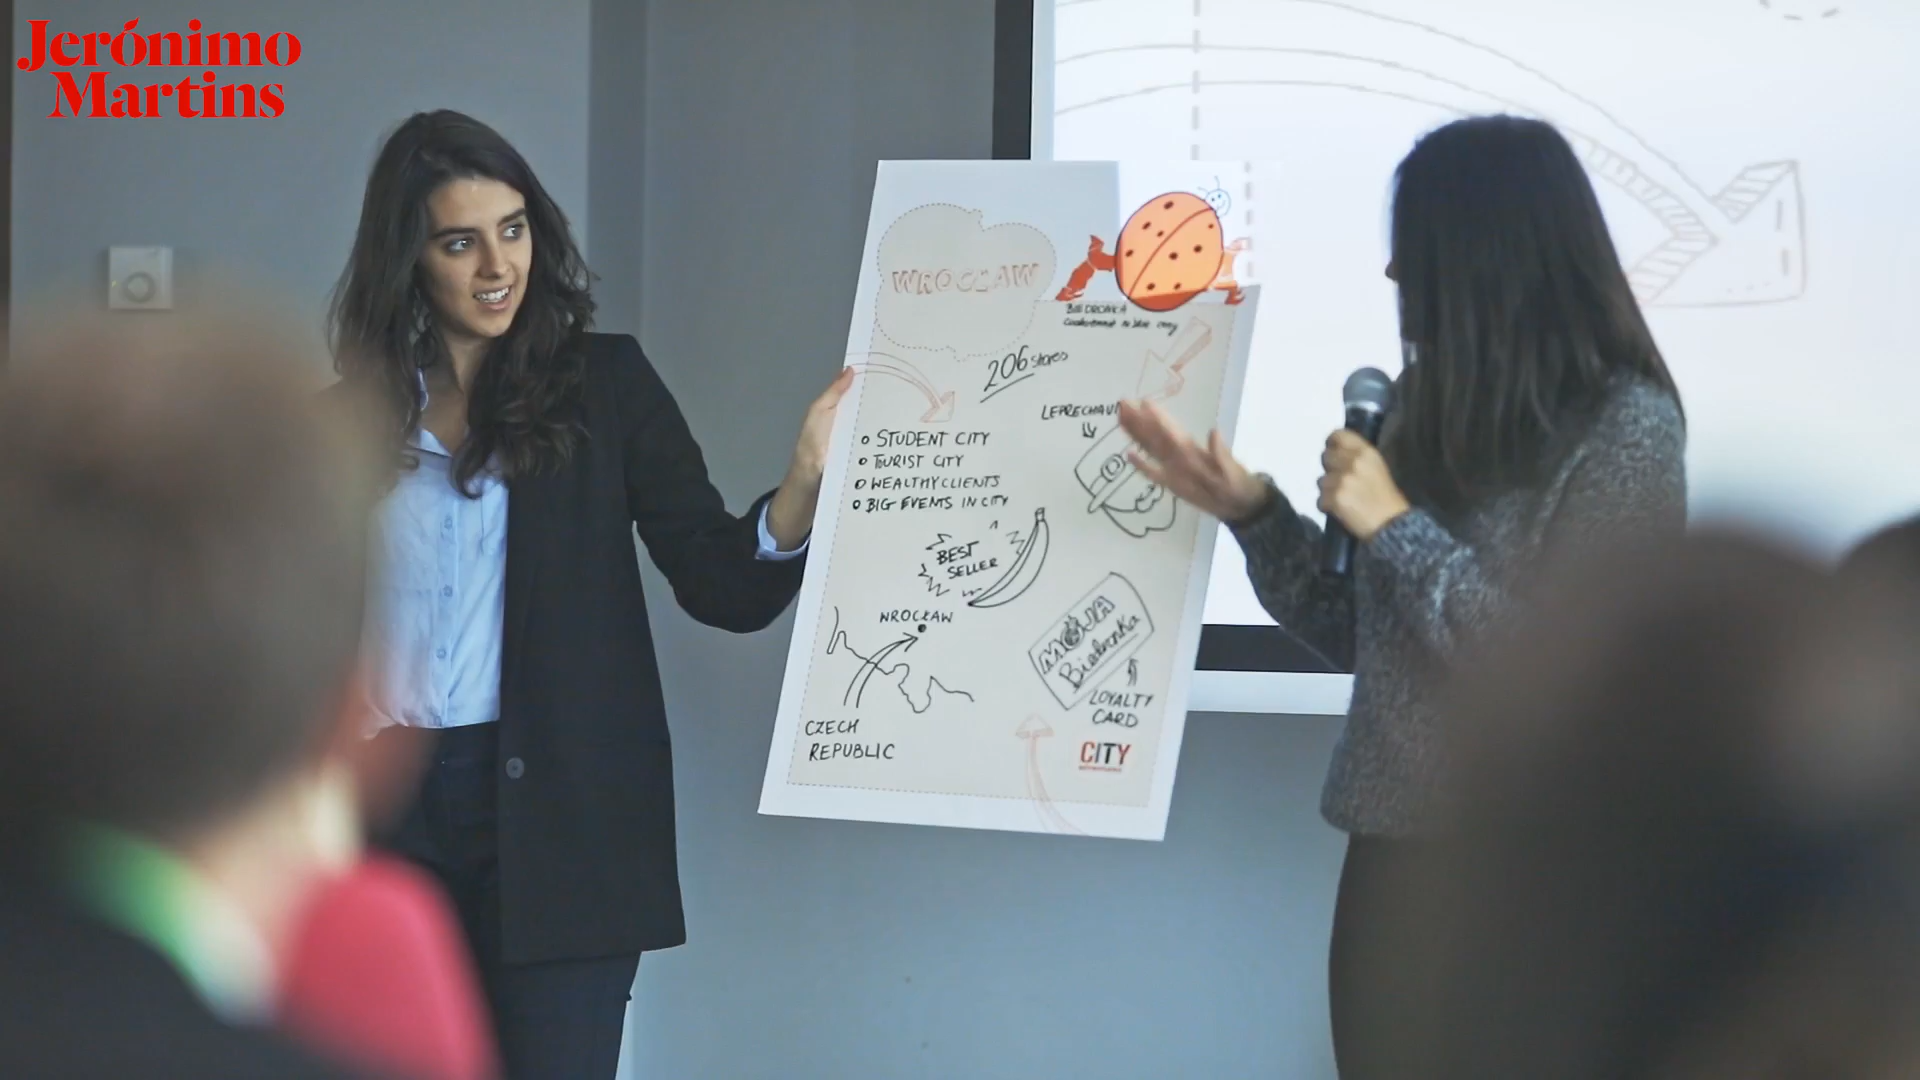 Jerónimo
Martins
WROCŁAW
BIEDRONKA
206 stores
LEPRECHAUN
STUDENT CITY
TOURIST CITY
WEALTHY CLIENTS
BIG EVENTS IN CITY
BEST
SELLER
WROCŁAW
MOJA
Biedronka
LOYALTY
CARD
CZECH
REPUBLIC
CITY